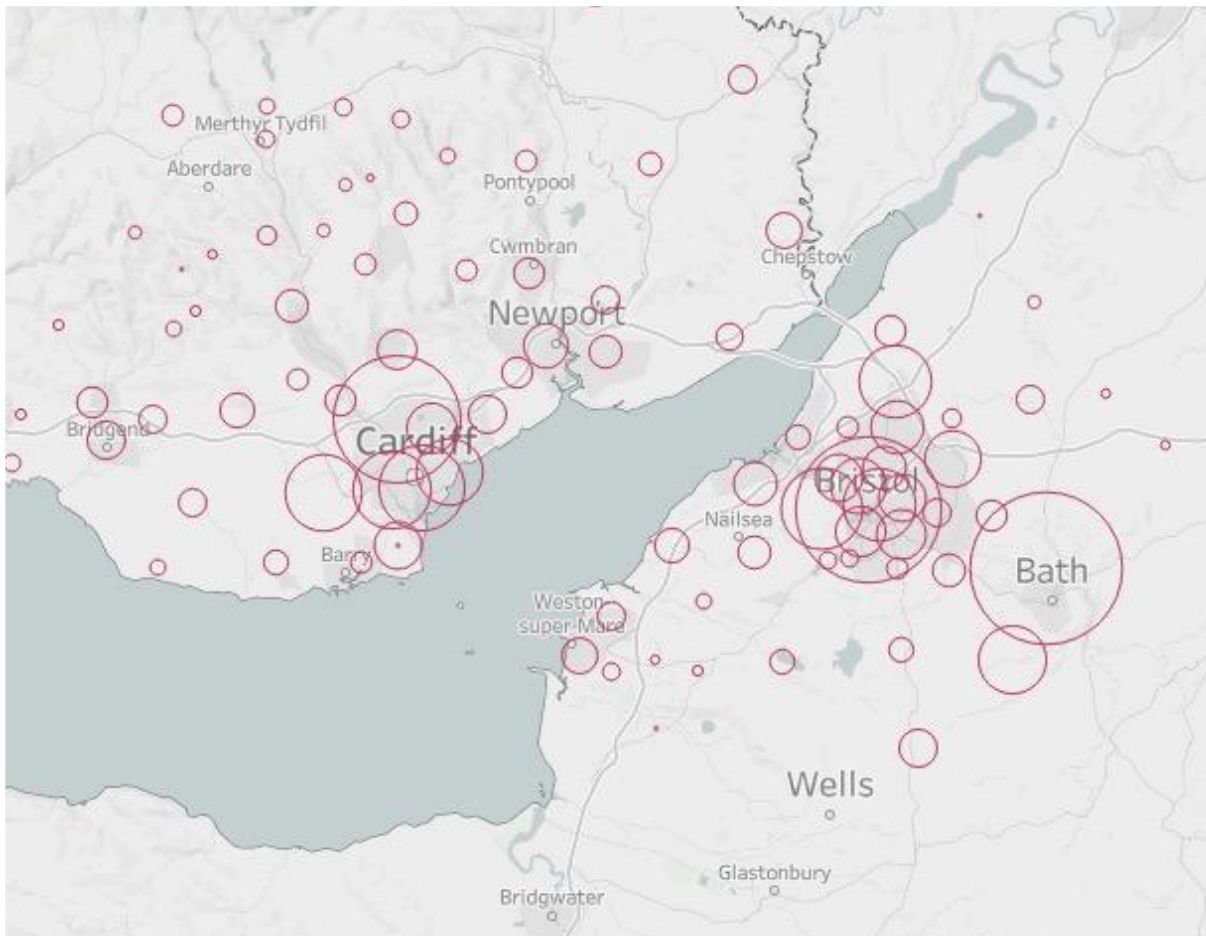 Merthyr Tydfil
Aberdare
Pontypool
Cwmbran
Chepstow
Newport
Bridgend
Cardiff
Bristol
Nailsea
Barry
Bath
Weston
super Mare
Wells
Glastonbury
Bridgwater